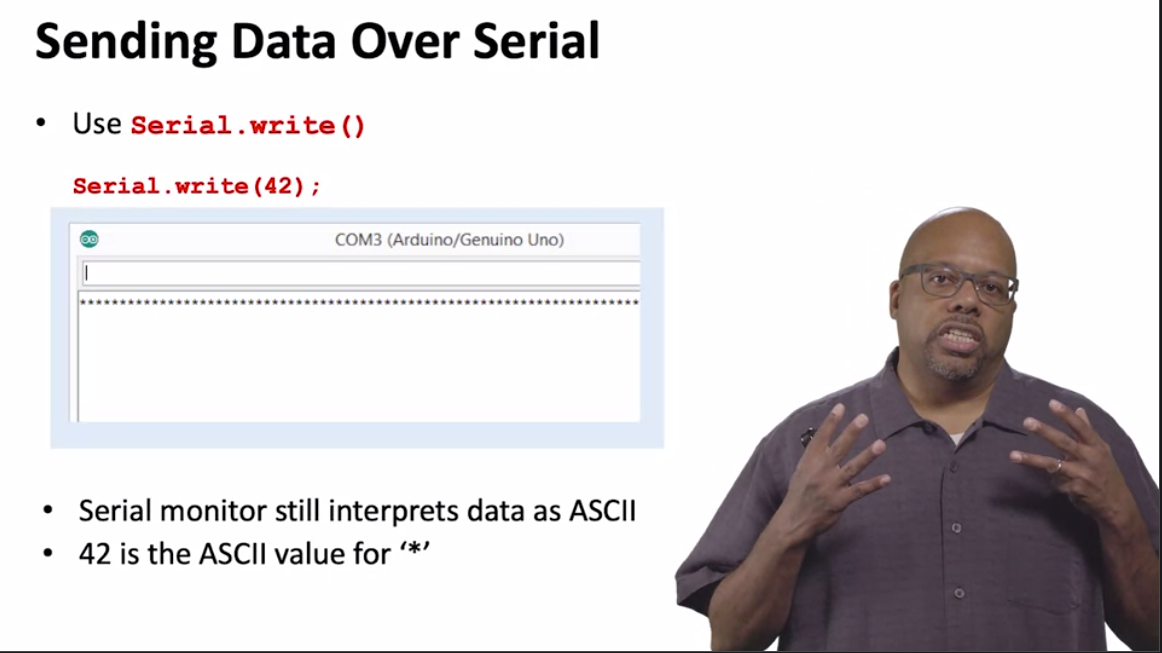 Sending Data Over Serial
• Use Serial.write()
Serial.write(42);
COM3 (Arduino/Genuino Uno)
**********************************************************************
• Serial monitor still interprets data as ASCII
• 42 is the ASCII value for ‘*’